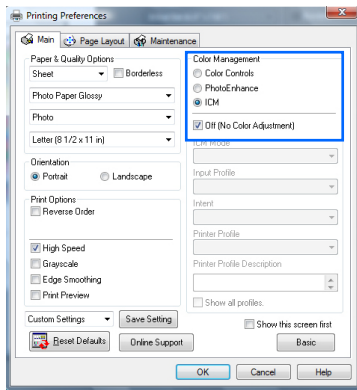 Printing Preferences
Main
Page Layout
Maintenance
Paper & Quality Options
Sheet
Borderless
Photo Paper Glossy
Photo
Letter (8 1/2 x 11 in)
Orientation
Portrait
Landscape
Print Options
Reverse Order
High Speed
Grayscale
Edge Smoothing
Print Preview
Custom Settings
Save Setting
Reset Defaults
Online Support
Color Management
Color Controls
PhotoEnhance
ICM
Off (No Color Adjustment)
ICM Mode
Input Profile
Intent
Printer Profile
Printer Profile Description
Show all profiles.
Show this screen first
Basic
OK
Cancel
Help